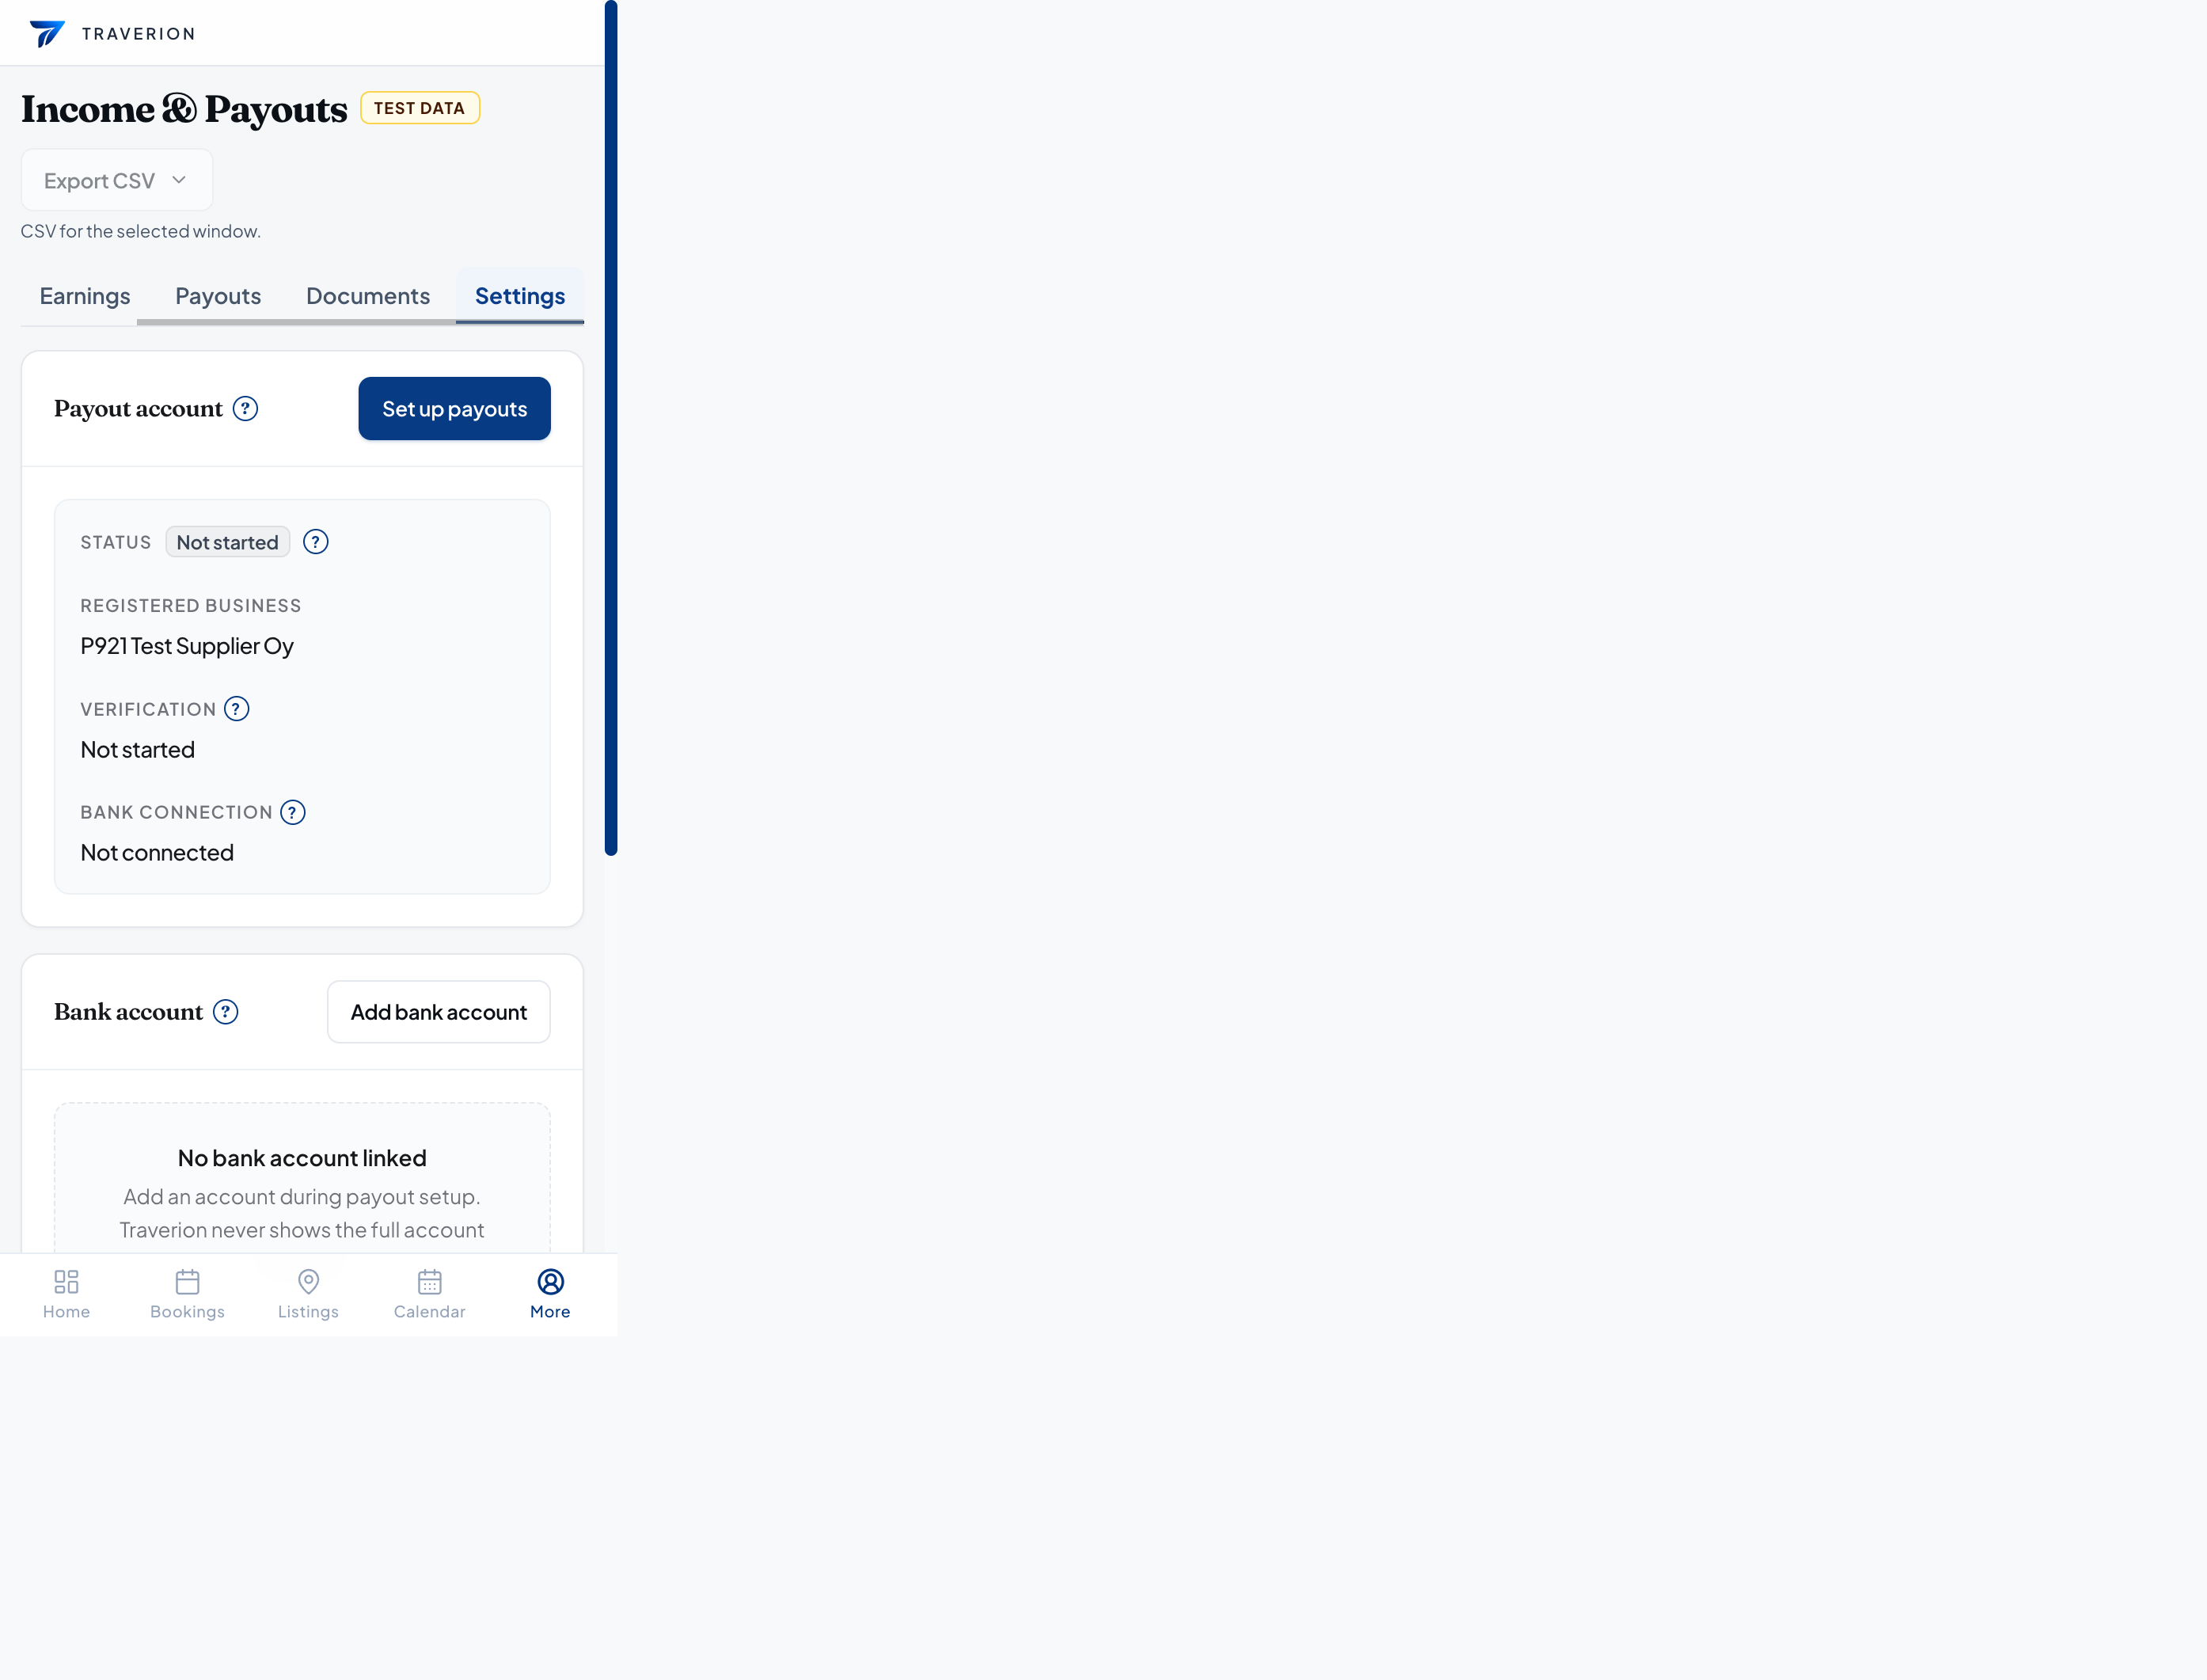 TRAVERION
Income & Payouts TEST DATA
Export CSV
CSV for the selected window.
Earnings Payouts Documents Settings
Payout account ? Set up payouts
STATUS Not started ?
REGISTERED BUSINESS
P921 Test Supplier Oy
VERIFICATION ?
Not started
BANK CONNECTION ?
Not connected
Bank account ? Add bank account
No bank account linked
Add an account during payout setup.
Traverion never shows the full account
Home Bookings Listings Calendar More